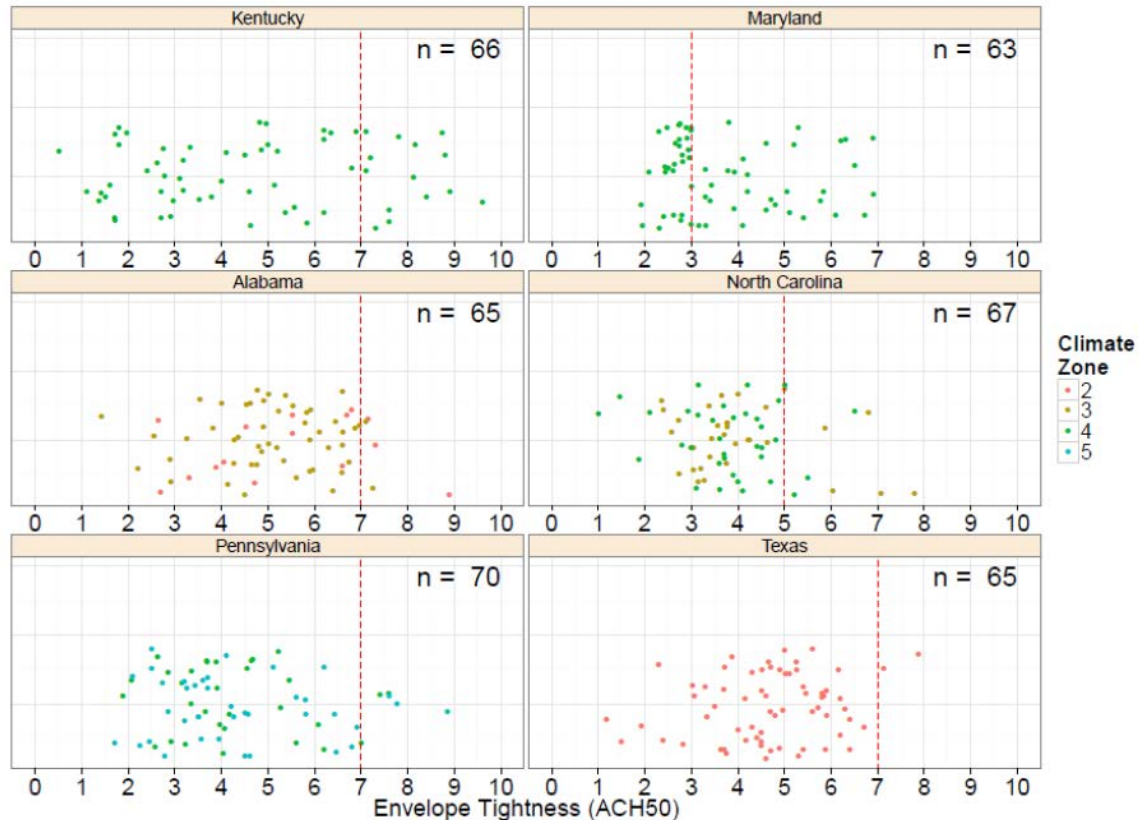 Kentucky
Maryland
n = 66
n = 63
0 1 2 3 4 5 6 7 8 9 10
0 1 2 3 4 5 6 7 8 9 10
Alabama
North Carolina
n = 65
n = 67
0 1 2 3 4 5 6 7 8 9 10
0 1 2 3 4 5 6 7 8 9 10
Pennsylvania
Texas
n = 70
n = 65
0 1 2 3 4 5 6 7 8 9 10
0 1 2 3 4 5 6 7 8 9 10
Envelope Tightness (ACH50)
Climate
Zone
2
3
4
5